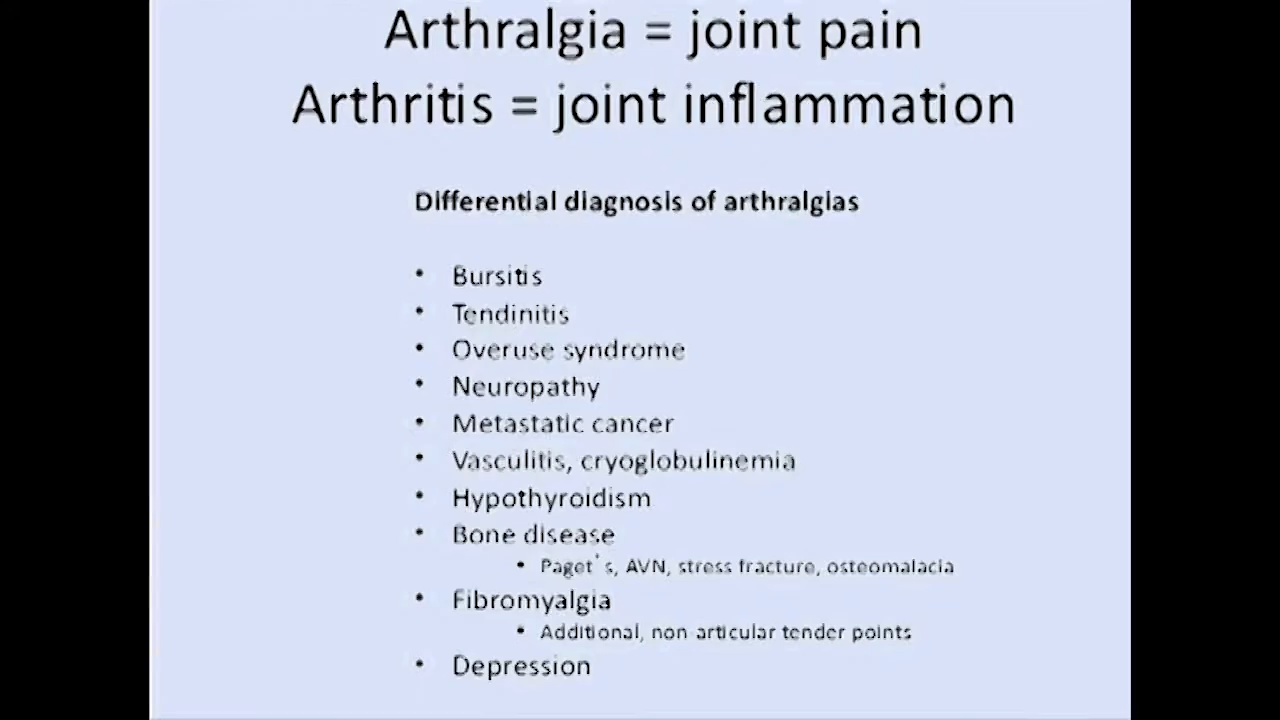 Arthralgia = joint pain
Arthritis = joint inflammation
Differential diagnosis of arthralgias
• Bursitis
• Tendinitis
• Overuse syndrome
• Neuropathy
• Metastatic cancer
• Vasculitis, cryoglobulinemia
• Hypothyroidism
• Bone disease
• Paget's, AVN, stress fracture, osteomalacia
• Fibromyalgia
• Additional, non articular tender points
• Depression